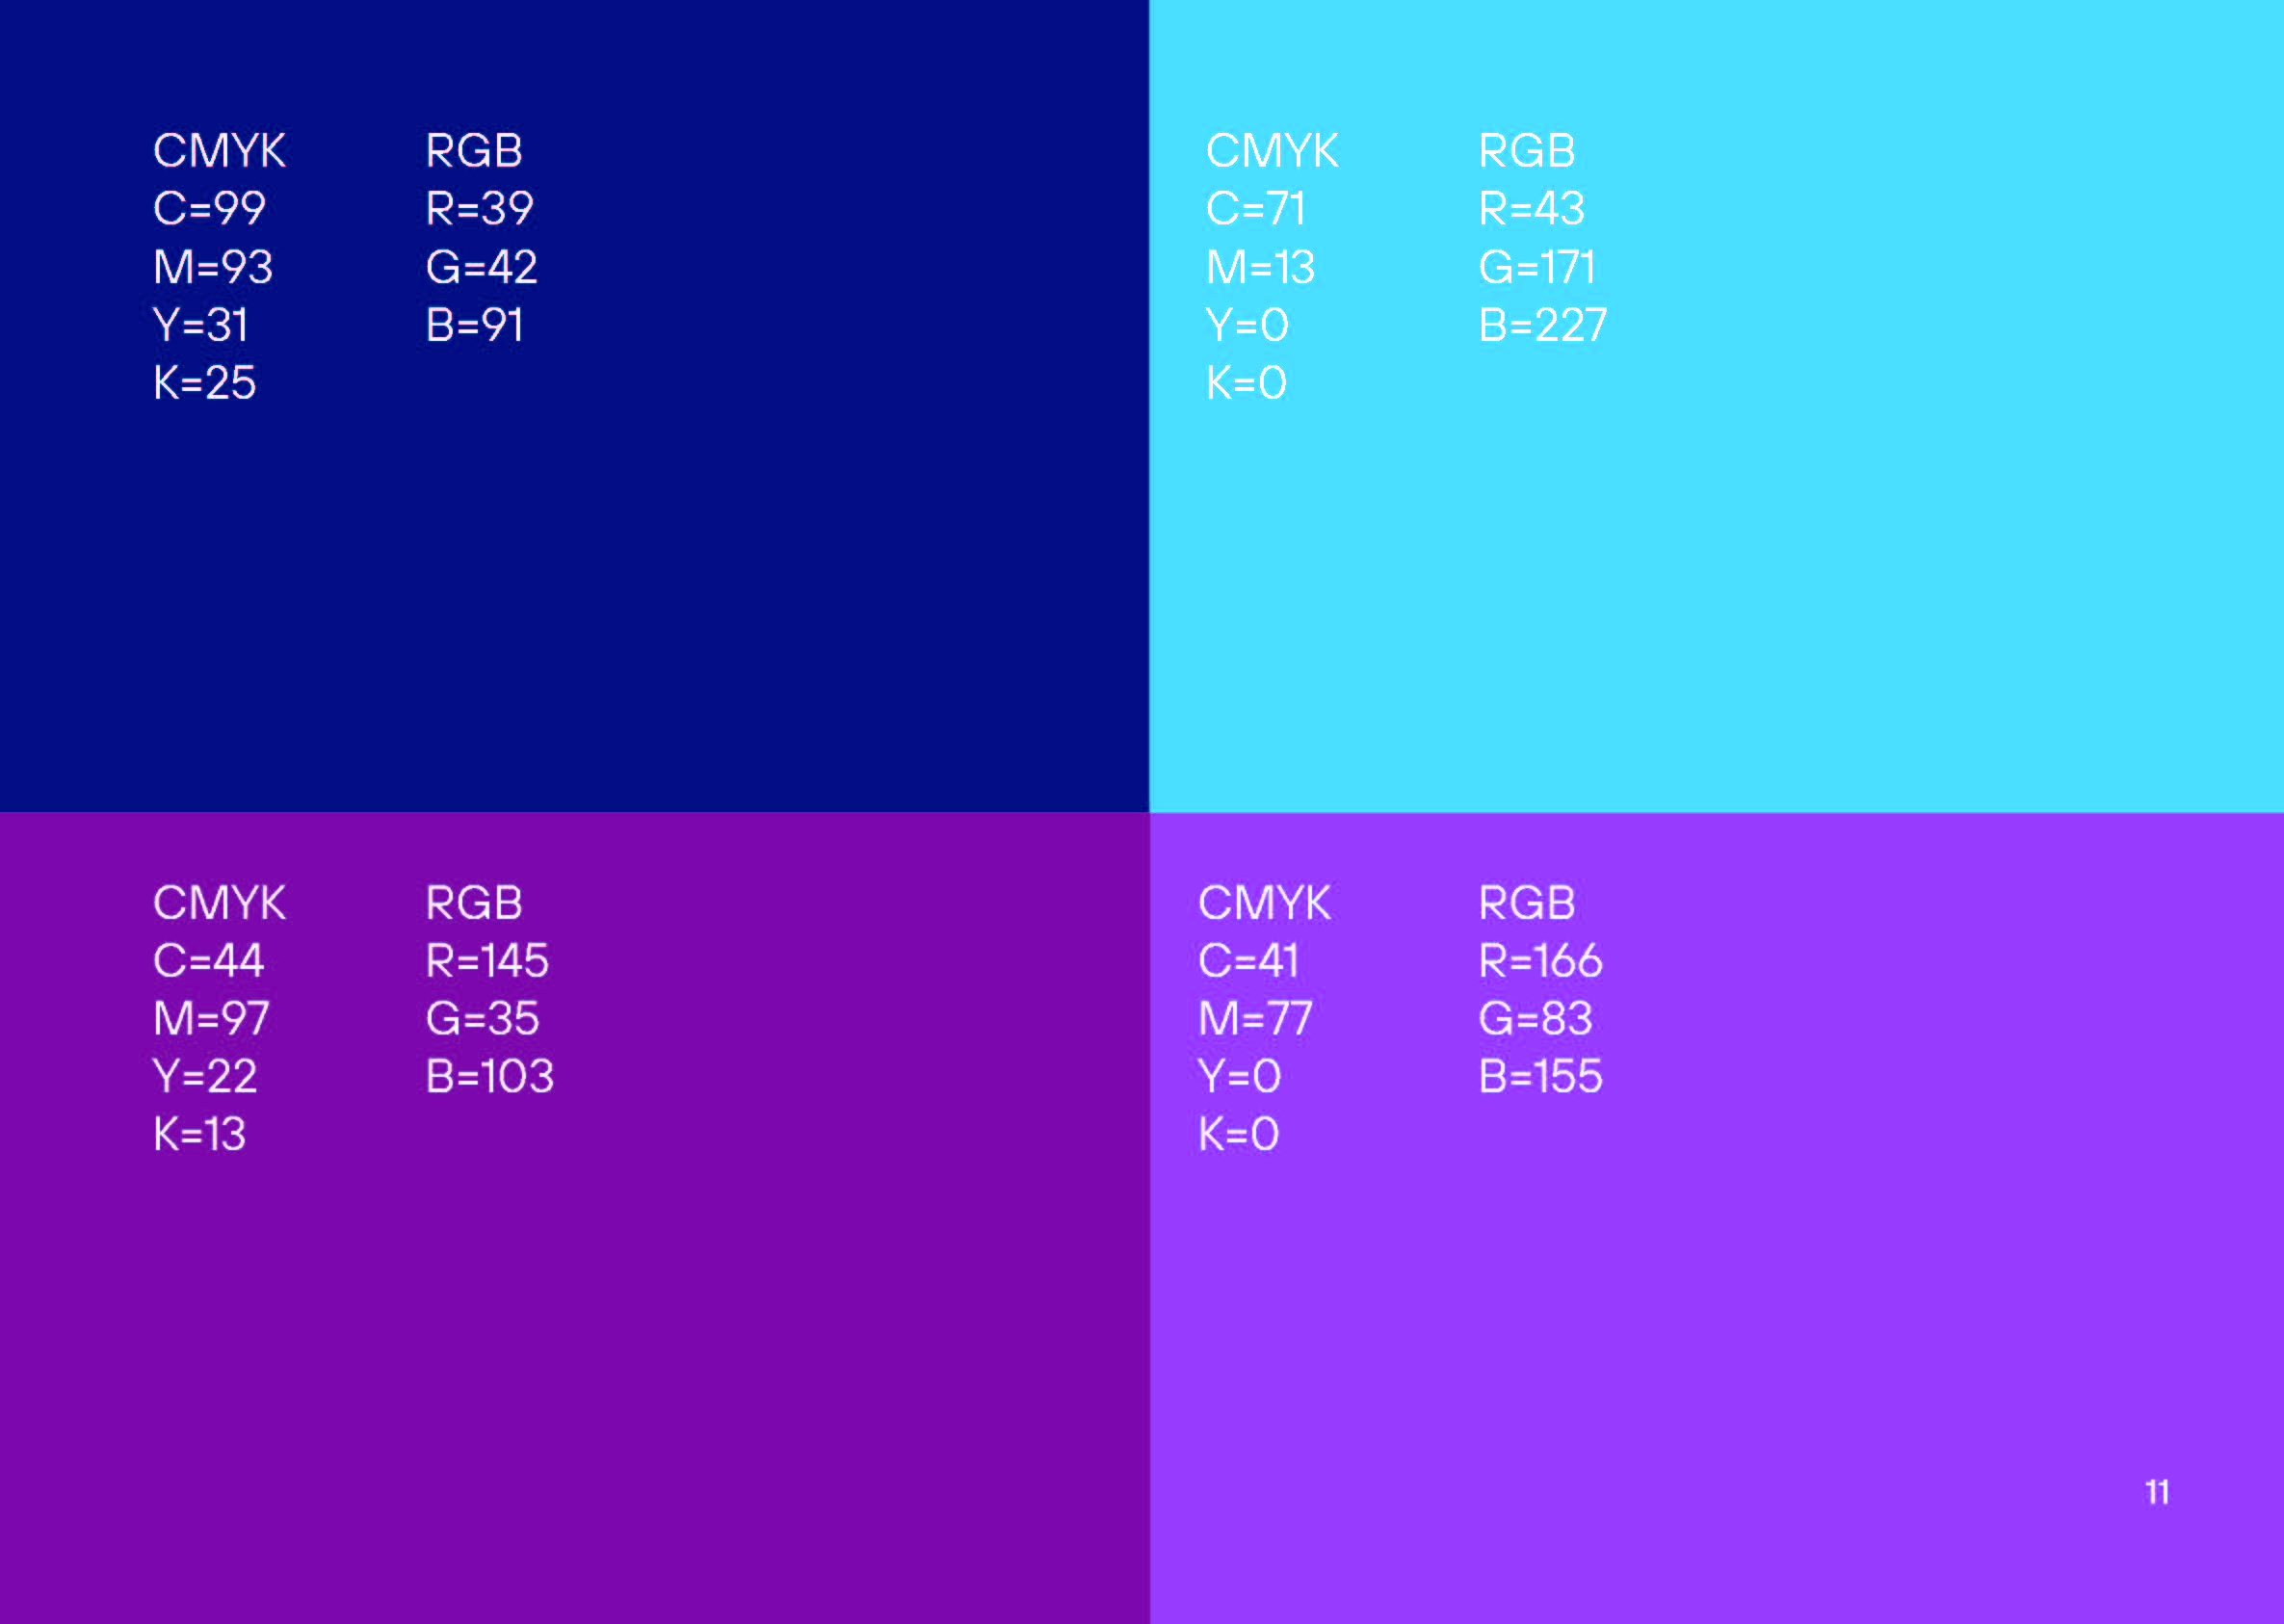 CMYK
C=99
M=93
Y=31
K=25
RGB
R=39
G=42
B=91
CMYK
C=71
M=13
Y=0
K=0
RGB
R=43
G=171
B=227
CMYK
C=44
M=97
Y=22
K=13
RGB
R=145
G=35
B=103
CMYK
C=41
M=77
Y=0
K=0
RGB
R=166
G=83
B=155
11